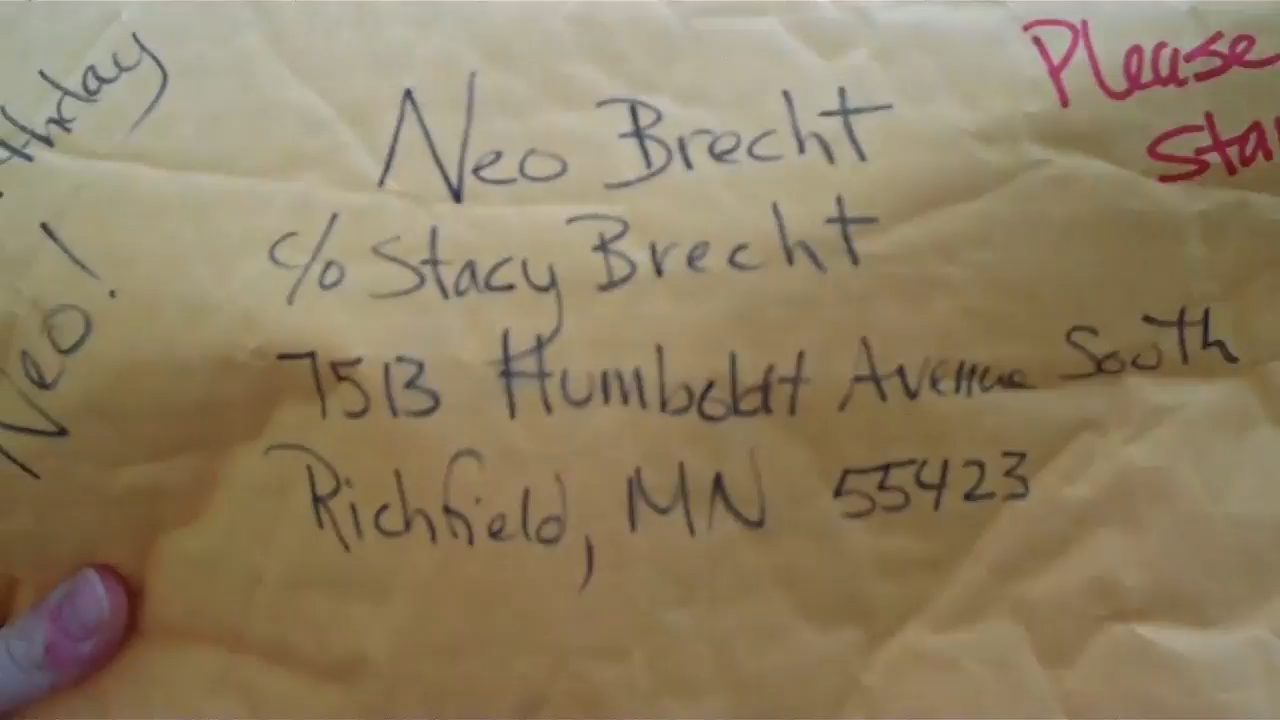 Neo Brecht
c/o Stacy Brecht
7513 Humboldt Avenue South
Richfield, MN 55423
Please
Neo!